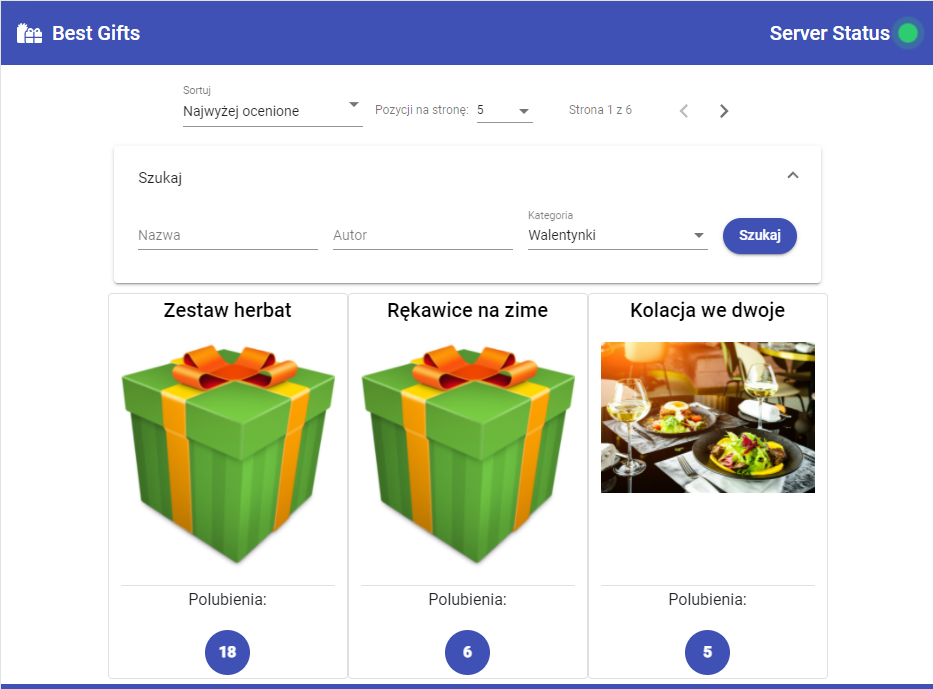 Best Gifts
Server Status
Sortuj
Najwyżej ocenione
Pozycji na stronę:
5
Strona 1 z 6
Szukaj
Nazwa
Autor
Kategoria
Walentynki
Szukaj
Zestaw herbat
Rękawice na zime
Kolacja we dwoje
Polubienia:
Polubienia:
Polubienia:
18
6
5